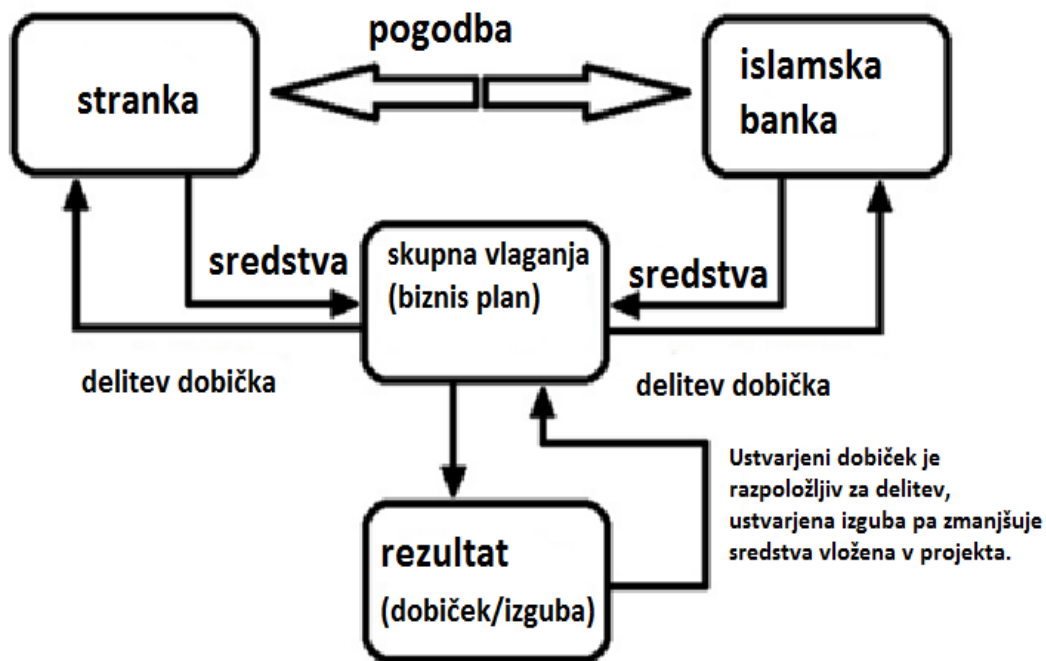 pogodba
stranka
islamska
banka
sredstva
skupna vlaganja
(biznis plan)
sredstva
delitev dobička
delitev dobička
Ustvarjeni dobiček je
razpoložljiv za delitev,
ustvarjena izguba pa zmanjšuje
sredstva vložena v projekta.
rezultat
(dobiček/izguba)